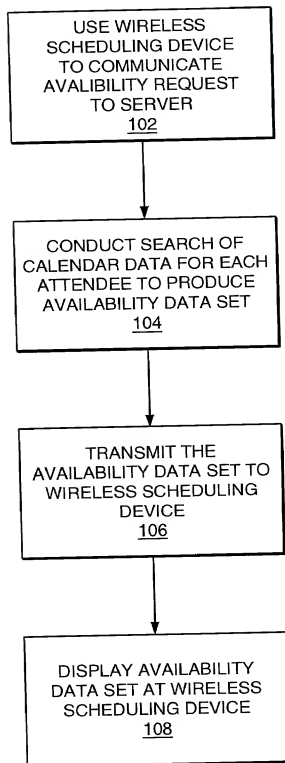 USE WIRELESS
SCHEDULING DEVICE
TO COMMUNICATE
AVALIBILITY REQUEST
TO SERVER
102
CONDUCT SEARCH OF
CALENDAR DATA FOR EACH
ATTENDEE TO PRODUCE
AVAILABILITY DATA SET
104
TRANSMIT THE
AVAILABILITY DATA SET TO
WIRELESS SCHEDULING
DEVICE
106
DISPLAY AVAILABILITY
DATA SET AT WIRELESS
SCHEDULING DEVICE
108